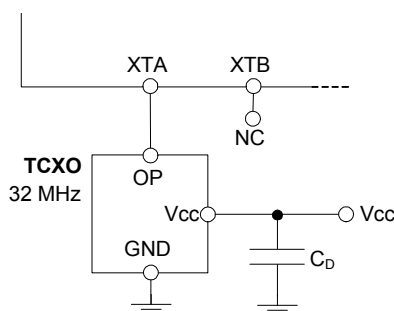 XTA
XTB
NC
TCXO
32 MHz
OP
Vcc
Vcc
GND
CD